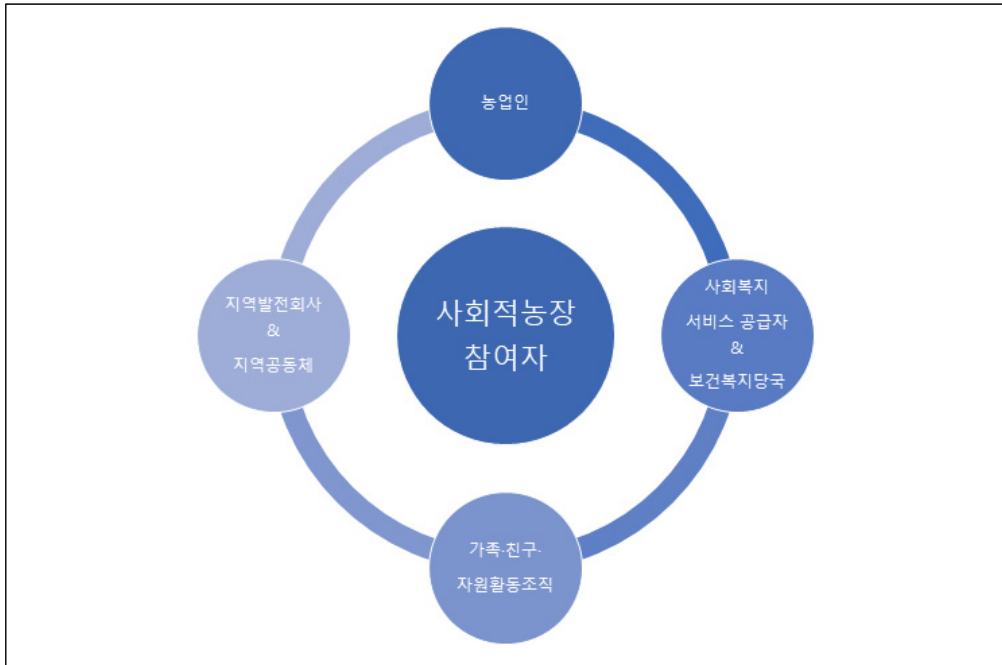 농업인
사회적농장
참여자
사회복지
서비스 공급자
&
보건복지당국
가족·친구·
자원활동조직
지역발전회사
&
지역공동체